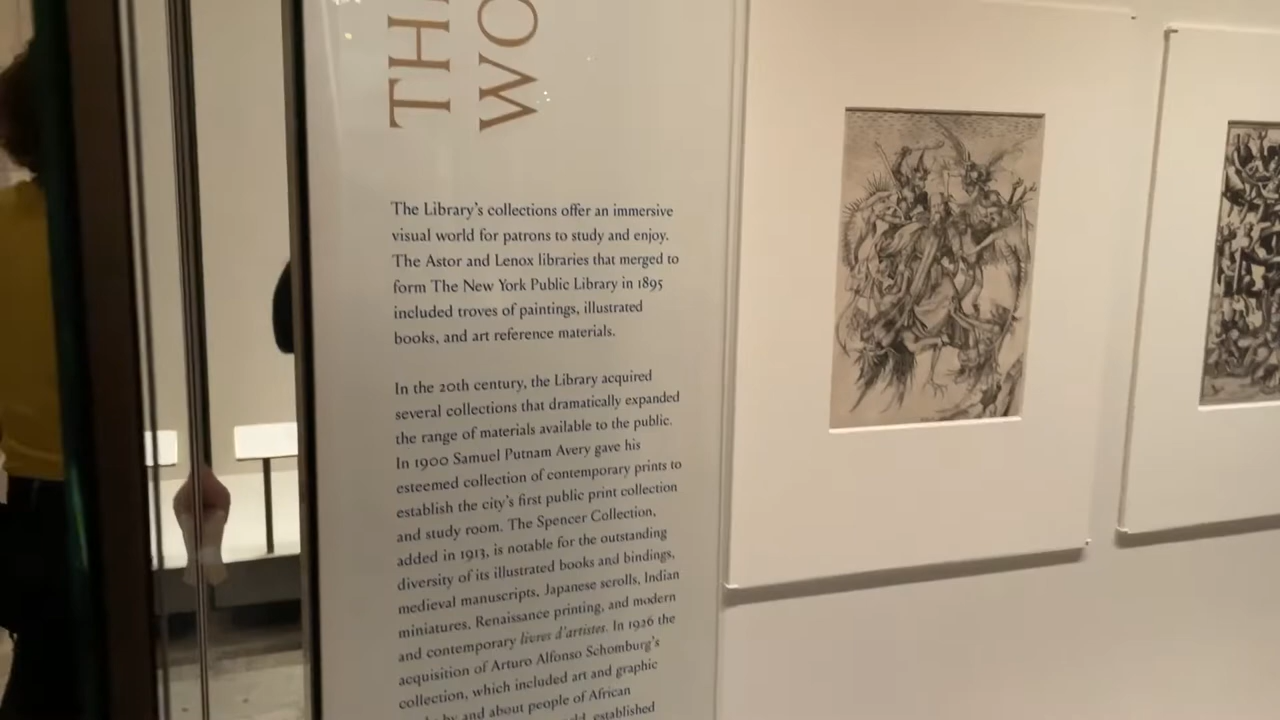 THE
WO
The Library's collections offer an immersive
visual world for patrons to study and enjoy.
The Astor and Lenox libraries that merged to
form The New York Public Library in 1895
included troves of paintings, illustrated
books, and art reference materials.
In the 20th century, the Library acquired
several collections that dramatically expanded
the range of materials available to the public.
In 1900 Samuel Putnam Avery gave his
esteemed collection of contemporary prints to
establish the city's first public print collection
and study room. The Spencer Collection,
added in 1913, is notable for the outstanding
diversity of its illustrated books and bindings,
medieval manuscripts, Japanese scrolls, Indian
miniatures, Renaissance printing, and modern
and contemporary livres d'artistes. In 1926 the
acquisition of Arturo Alfonso Schomburg's
collection, which included art and graphic
by and about people of African
established